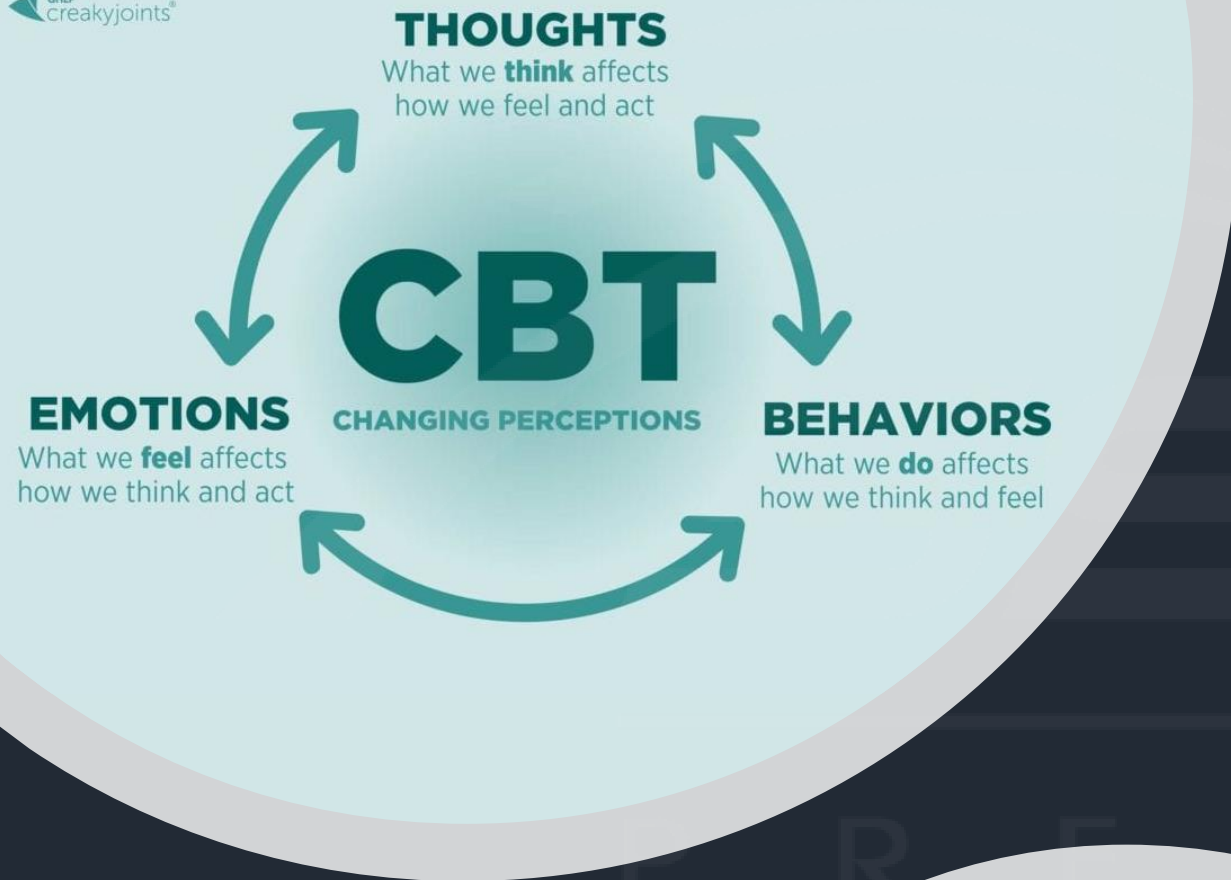 creakyjoints®
THOUGHTS
What we think affects
how we feel and act
CBT
CHANGING PERCEPTIONS
EMOTIONS
What we feel affects
how we think and act
BEHAVIORS
What we do affects
how we think and feel
P R E